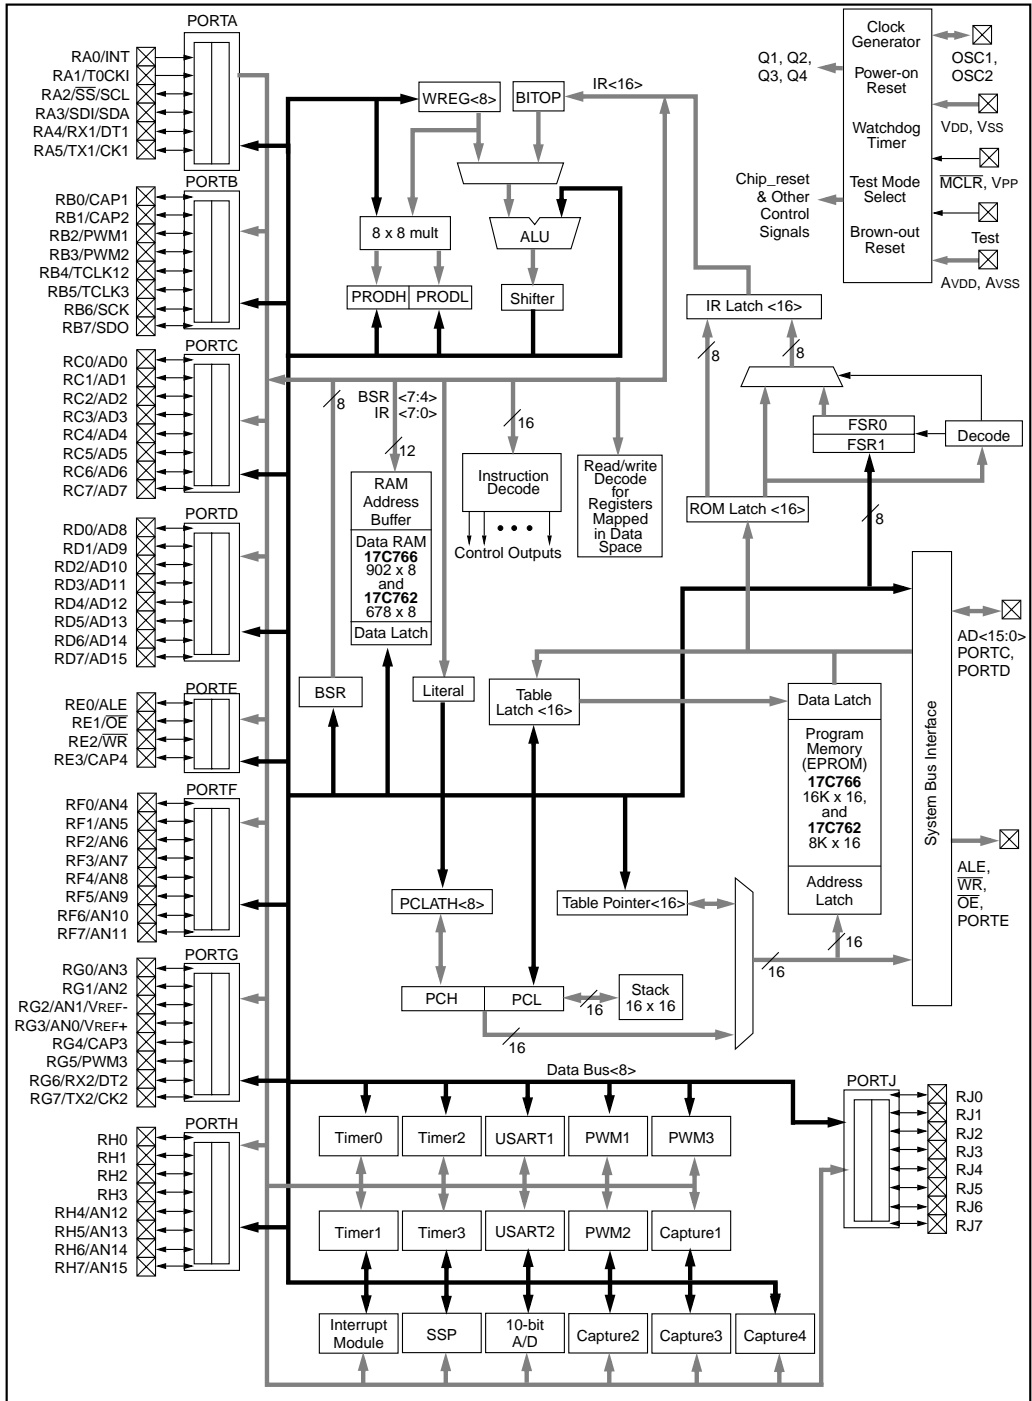 PORTA
RA0/INT
RA1/T0CKI
RA2/SS/SCL
RA3/SDI/SDA
RA4/RX1/DT1
RA5/TX1/CK1
PORTB
RB0/CAP1
RB1/CAP2
RB2/PWM1
RB3/PWM2
RB4/TCLK12
RB5/TCLK3
RB6/SCK
RB7/SDO
PORTC
RC0/AD0
RC1/AD1
RC2/AD2
RC3/AD3
RC4/AD4
RC5/AD5
RC6/AD6
RC7/AD7
PORTD
RD0/AD8
RD1/AD9
RD2/AD10
RD3/AD11
RD4/AD12
RD5/AD13
RD6/AD14
RD7/AD15
PORTE
RE0/ALE
RE1/OE
RE2/WR
RE3/CAP4
PORTF
RF0/AN4
RF1/AN5
RF2/AN6
RF3/AN7
RF4/AN8
RF5/AN9
RF6/AN10
RF7/AN11
PORTG
RG0/AN3
RG1/AN2
RG2/AN1/VREF-
RG3/AN0/VREF+
RG4/CAP3
RG5/PWM3
RG6/RX2/DT2
RG7/TX2/CK2
PORTH
RH0
RH1
RH2
RH3
RH4/AN12
RH5/AN13
RH6/AN14
RH7/AN15
WREG<8>
BITOP
IR<16>
8 x 8 mult
ALU
PRODH
PRODL
Shifter
Q1, Q2,
Q3, Q4
Chip_reset
& Other
Control
Signals
Clock
Generator
Power-on
Reset
Watchdog
Timer
Test Mode
Select
Brown-out
Reset
OSC1,
OSC2
VDD, VSS
MCLR, VPP
Test
AVDD, AVSS
IR Latch <16>
8
8
FSR0
FSR1
Decode
ROM Latch <16>
8
8
BSR <7:4>
IR <7:0>
12
16
RAM
Address
Buffer
Data RAM
17C766
902 x 8
and
17C762
678 x 8
Data Latch
Instruction
Decode
Control Outputs
Read/write
Decode
for
Registers
Mapped
in Data
Space
BSR
Literal
Table
Latch <16>
Data Latch
Program
Memory
(EPROM)
17C766
16K x 16,
and
17C762
8K x 16
Address
Latch
System Bus Interface
AD<15:0>
PORTC,
PORTD
ALE,
WR,
OE,
PORTE
PCLATH<8>
Table Pointer<16>
16
16
PCH
PCL
16
Stack
16 x 16
16
Data Bus<8>
Timer0
Timer2
USART1
PWM1
PWM3
Timer1
Timer3
USART2
PWM2
Capture1
Interrupt
Module
SSP
10-bit
A/D
Capture2
Capture3
Capture4
PORTJ
RJ0
RJ1
RJ2
RJ3
RJ4
RJ5
RJ6
RJ7